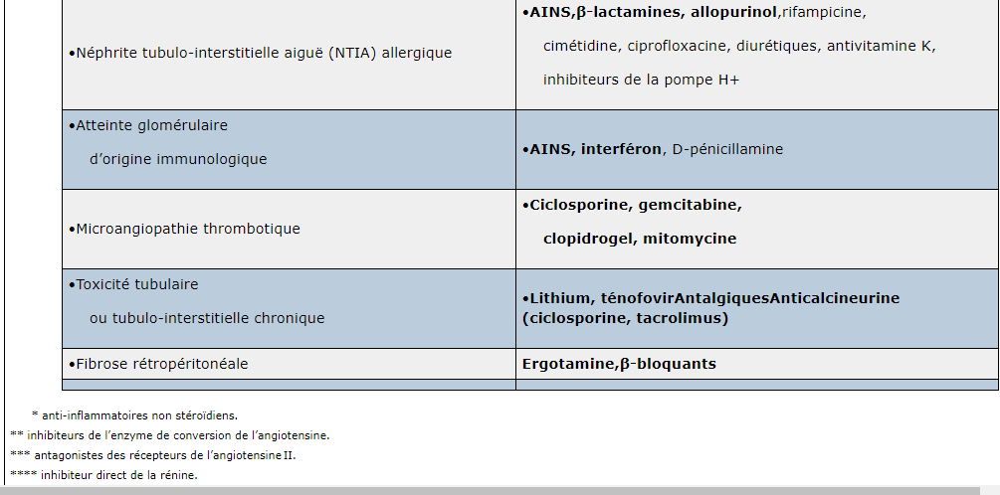 •AINS,β-lactamines, allopurinol,rifampicine,
•Néphrite tubulo-interstitielle aiguë (NTIA) allergique
cimétidine, ciprofloxacine, diurétiques, antivitamine K,
inhibiteurs de la pompe H+
•Atteinte glomérulaire
d’origine immunologique
•AINS, interféron, D-pénicillamine
•Microangiopathie thrombotique
•Ciclosporine, gemcitabine,
clopidrogel, mitomycine
•Toxicité tubulaire
ou tubulo-interstitielle chronique
•Lithium, ténofovirAntalgiquesAnticalcineurine
(ciclosporine, tacrolimus)
•Fibrose rétropéritonéale
Ergotamine,β-bloquants
* anti-inflammatoires non stéroïdiens.
** inhibiteurs de l’enzyme de conversion de l’angiotensine.
*** antagonistes des récepteurs de l’angiotensine II.
**** inhibiteur direct de la rénine.